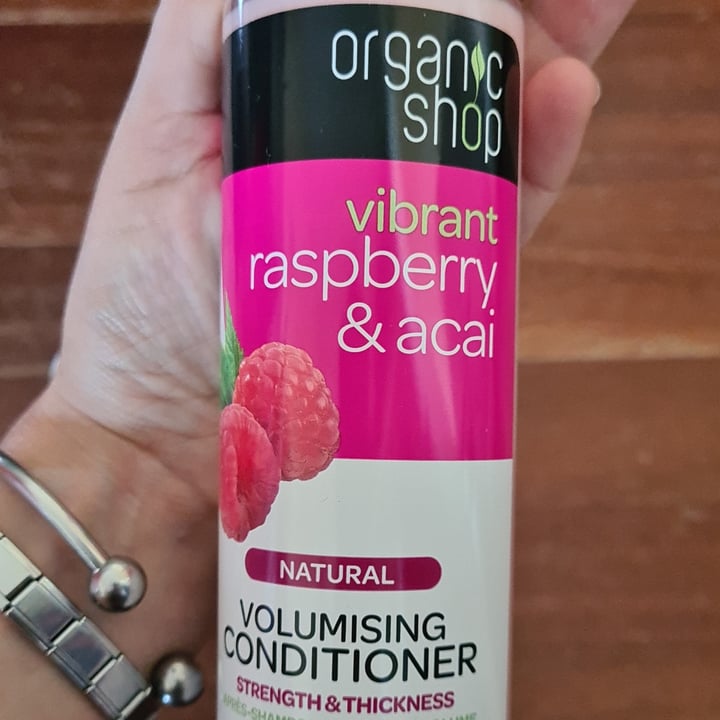 organic
shop
vibrant
raspberry
& acai
NATURAL
VOLUMISING
CONDITIONER
STRENGTH & THICKNESS